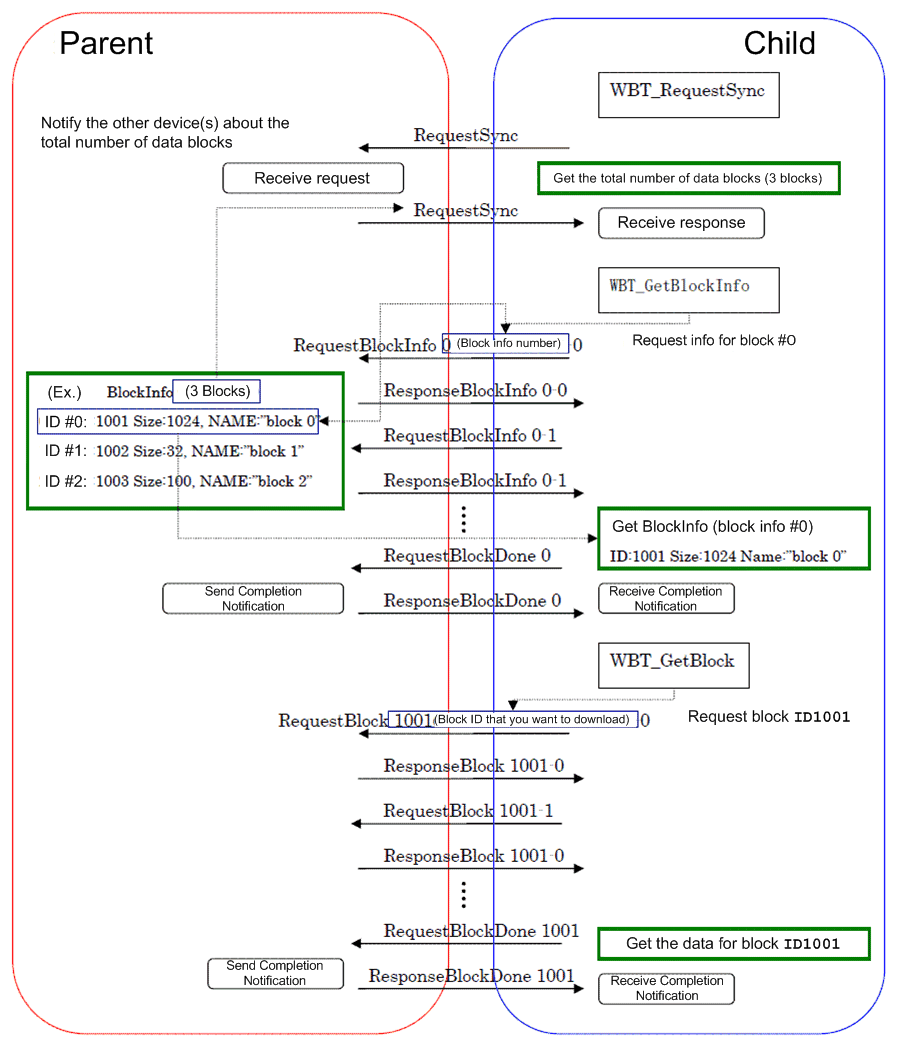 Parent
Child
WBT_RequestSync
Notify the other device(s) about the
total number of data blocks
RequestSync
Receive request
Get the total number of data blocks (3 blocks)
RequestSync
Receive response
WBT_GetBlockInfo
RequestBlockInfo 0 (Block info number) -0
Request info for block #0
(Ex.) BlockInfo (3 Blocks)
ResponseBlockInfo 0-0
ID #0: 1001 Size:1024, NAME:"block 0"
RequestBlockInfo 0-1
ID #1: 1002 Size:32, NAME:"block 1"
ID #2: 1003 Size:100, NAME:"block 2"
ResponseBlockInfo 0-1
Get BlockInfo (block info #0)
ID:1001 Size:1024 Name:"block 0"
RequestBlockDone 0
Send Completion
Notification
ResponseBlockDone 0
Receive Completion
Notification
WBT_GetBlock
RequestBlock 1001 (Block ID that you want to download) 0
Request block ID1001
ResponseBlock 1001-0
RequestBlock 1001-1
ResponseBlock 1001-0
RequestBlockDone 1001
Get the data for block ID1001
Send Completion
Notification
ResponseBlockDone 1001
Receive Completion
Notification